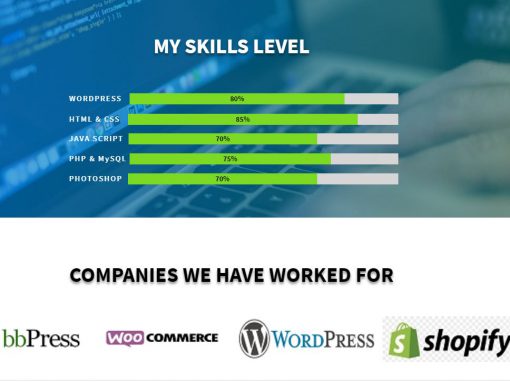 MY SKILLS LEVEL
WORDPRESS 80%
HTML & CSS 85%
JAVA SCRIPT 70%
PHP & MySQL 75%
PHOTOSHOP 70%
COMPANIES WE HAVE WORKED FOR
bbPress WOO COMMERCE WORDPRESS shopify